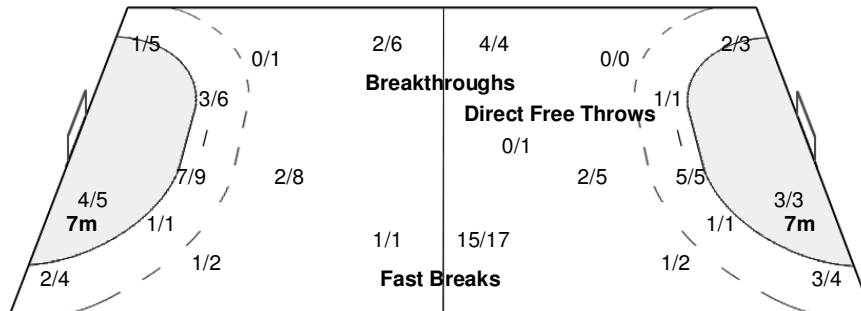 1/5 0/1 2/6 4/4 0/0 2/3
Breakthroughs
3/6 Direct Free Throws 1/1
0/1
7/9 2/8 2/5 5/5
4/5 3/3
7m 1/1 1/1 7m
1/1 15/17
2/4 1/2 Fast Breaks 1/2 3/4